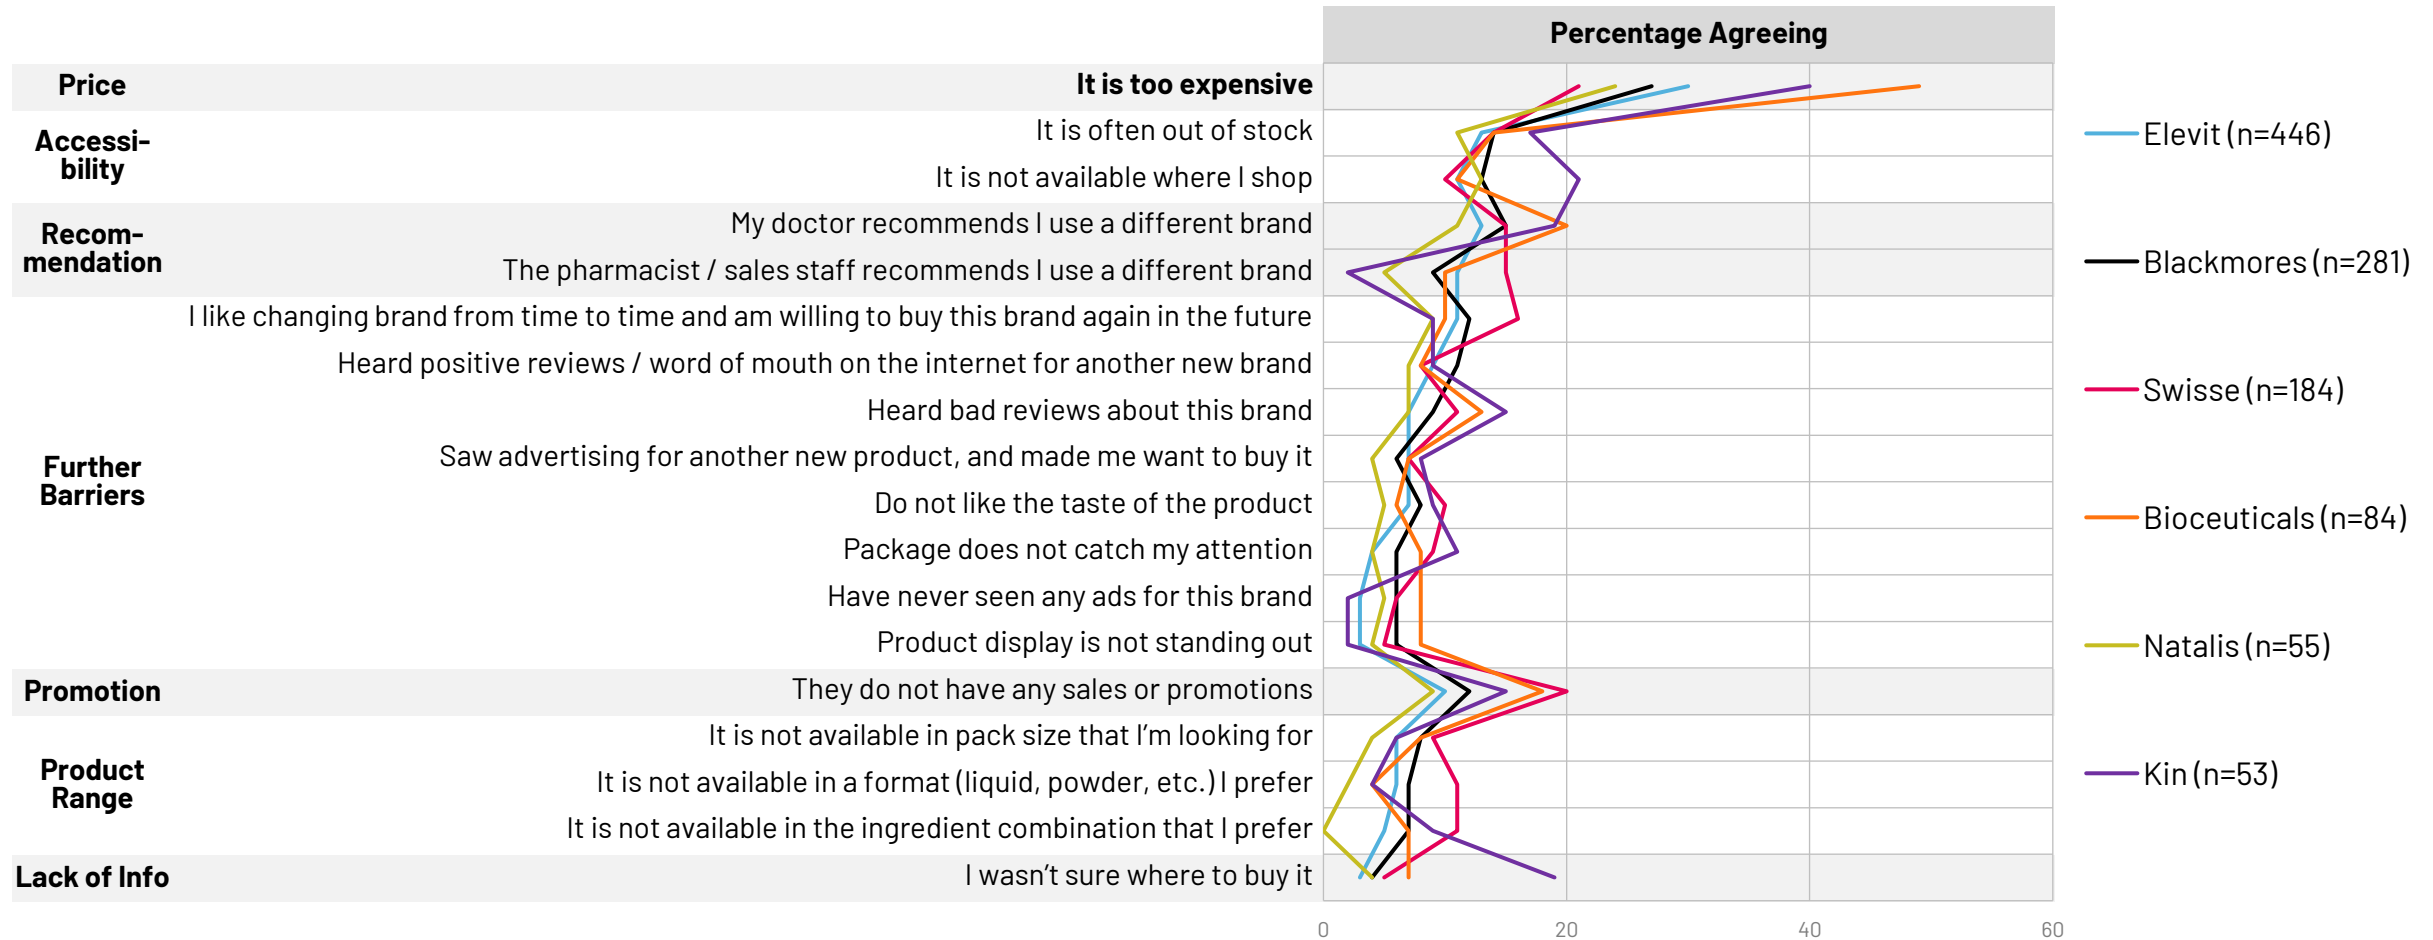 Percentage Agreeing
Price
It is too expensive
Accessi-
bility
It is often out of stock
It is not available where I shop
Recom-
mendation
My doctor recommends I use a different brand
The pharmacist / sales staff recommends I use a different brand
Further
Barriers
I like changing brand from time to time and am willing to buy this brand again in the future
Heard positive reviews / word of mouth on the internet for another new brand
Heard bad reviews about this brand
Saw advertising for another new product, and made me want to buy it
Do not like the taste of the product
Package does not catch my attention
Have never seen any ads for this brand
Product display is not standing out
Promotion
They do not have any sales or promotions
Product
Range
It is not available in pack size that I’m looking for
It is not available in a format (liquid, powder, etc.) I prefer
It is not available in the ingredient combination that I prefer
Lack of Info
I wasn’t sure where to buy it
0 20 40 60
Elevit (n=446)
Blackmores (n=281)
Swisse (n=184)
Bioceuticals (n=84)
Natalis (n=55)
Kin (n=53)